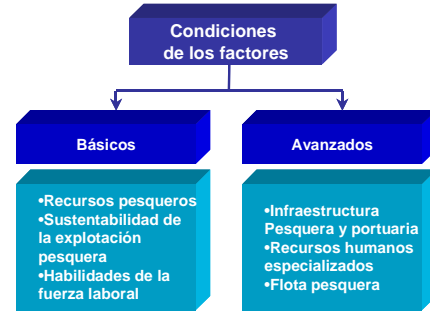 Condiciones
de los factores
Básicos
Avanzados
•Recursos pesqueros
•Sustentabilidad de
la explotación
pesquera
•Habilidades de la
fuerza laboral
•Infraestructura
Pesquera y portuaria
•Recursos humanos
especializados
•Flota pesquera